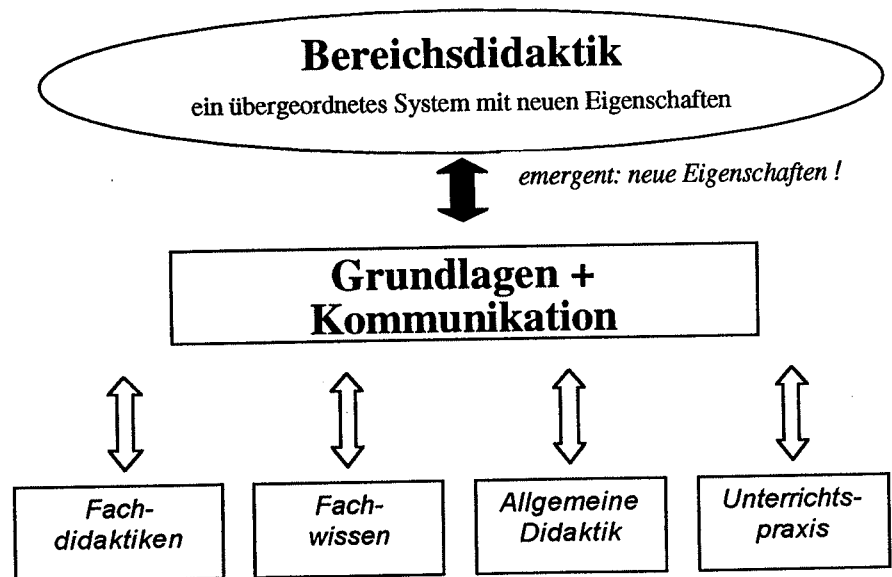 Bereichsdidaktik
ein übergeordnetes System mit neuen Eigenschaften
emergent: neue Eigenschaften !
Grundlagen +
Kommunikation
Fach-
didaktiken
Fach-
wissen
Allgemeine
Didaktik
Unterrichts-
praxis